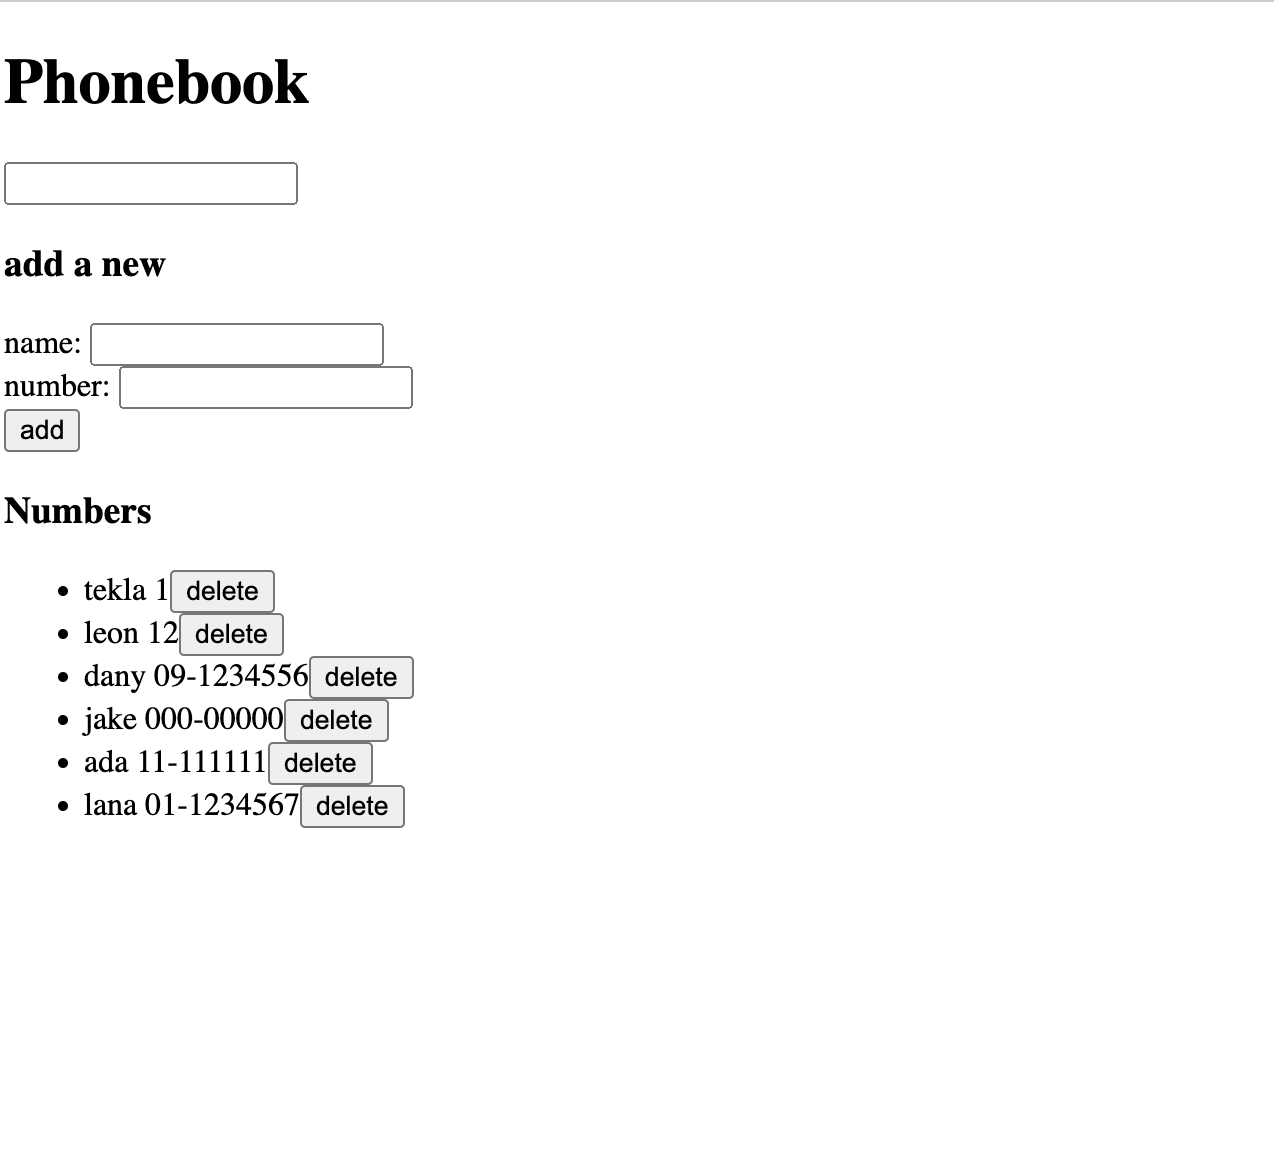 Phonebook
add a new
name:
number:
add
Numbers
tekla 1 delete
leon 12 delete
dany 09-1234556 delete
jake 000-00000 delete
ada 11-111111 delete
lana 01-1234567 delete